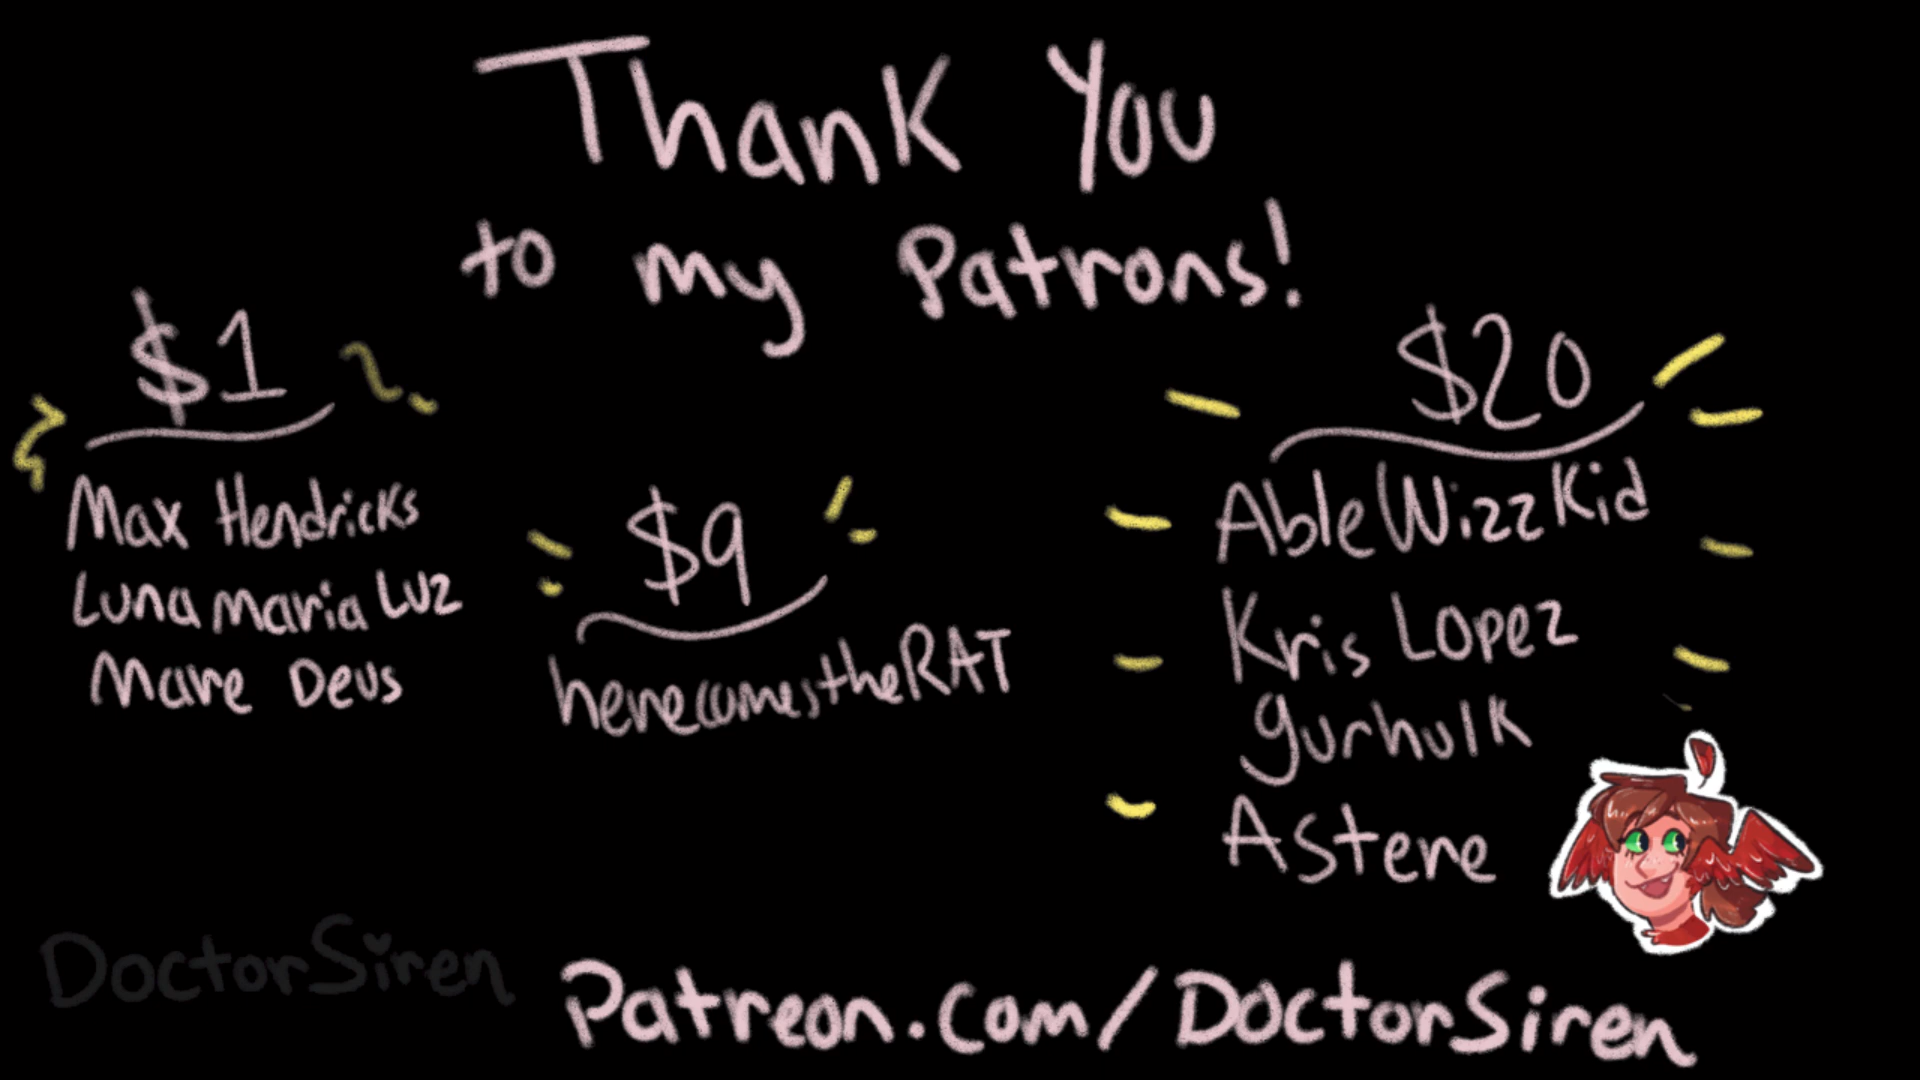 Thank You
to my Patrons!
$1
Max Hendricks
Luna Maria Luz
Mare Deus
$9
herecomestheRAT
$20
AbleWizzKid
Kris Lopez
gurhulk
Astere
DoctorSiren
Patreon.com/DoctorSiren